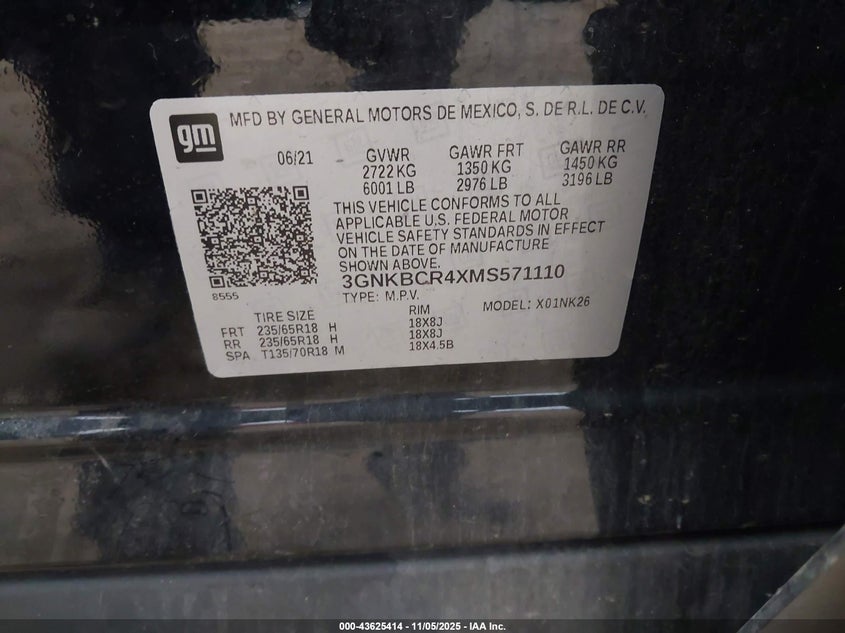 gm
MFD BY GENERAL MOTORS DE MEXICO, S. DE R.L. DE C.V.
06/21 GVWR GAWR FRT GAWR RR
2722 KG 1350 KG 1450 KG
6001 LB 2976 LB 3196 LB
THIS VEHICLE CONFORMS TO ALL
APPLICABLE U.S. FEDERAL MOTOR
VEHICLE SAFETY STANDARDS IN EFFECT
ON THE DATE OF MANUFACTURE
SHOWN ABOVE.
8555
3GNKBCR4XMS571110
TYPE: M.P.V. MODEL: X01NK26
TIRE SIZE RIM
FRT 235/65R18 H 18X8J
RR 235/65R18 H 18X8J
SPA T135/70R18 M 18X4.5B
000-43625414 - 11/05/2025 - IAA Inc.